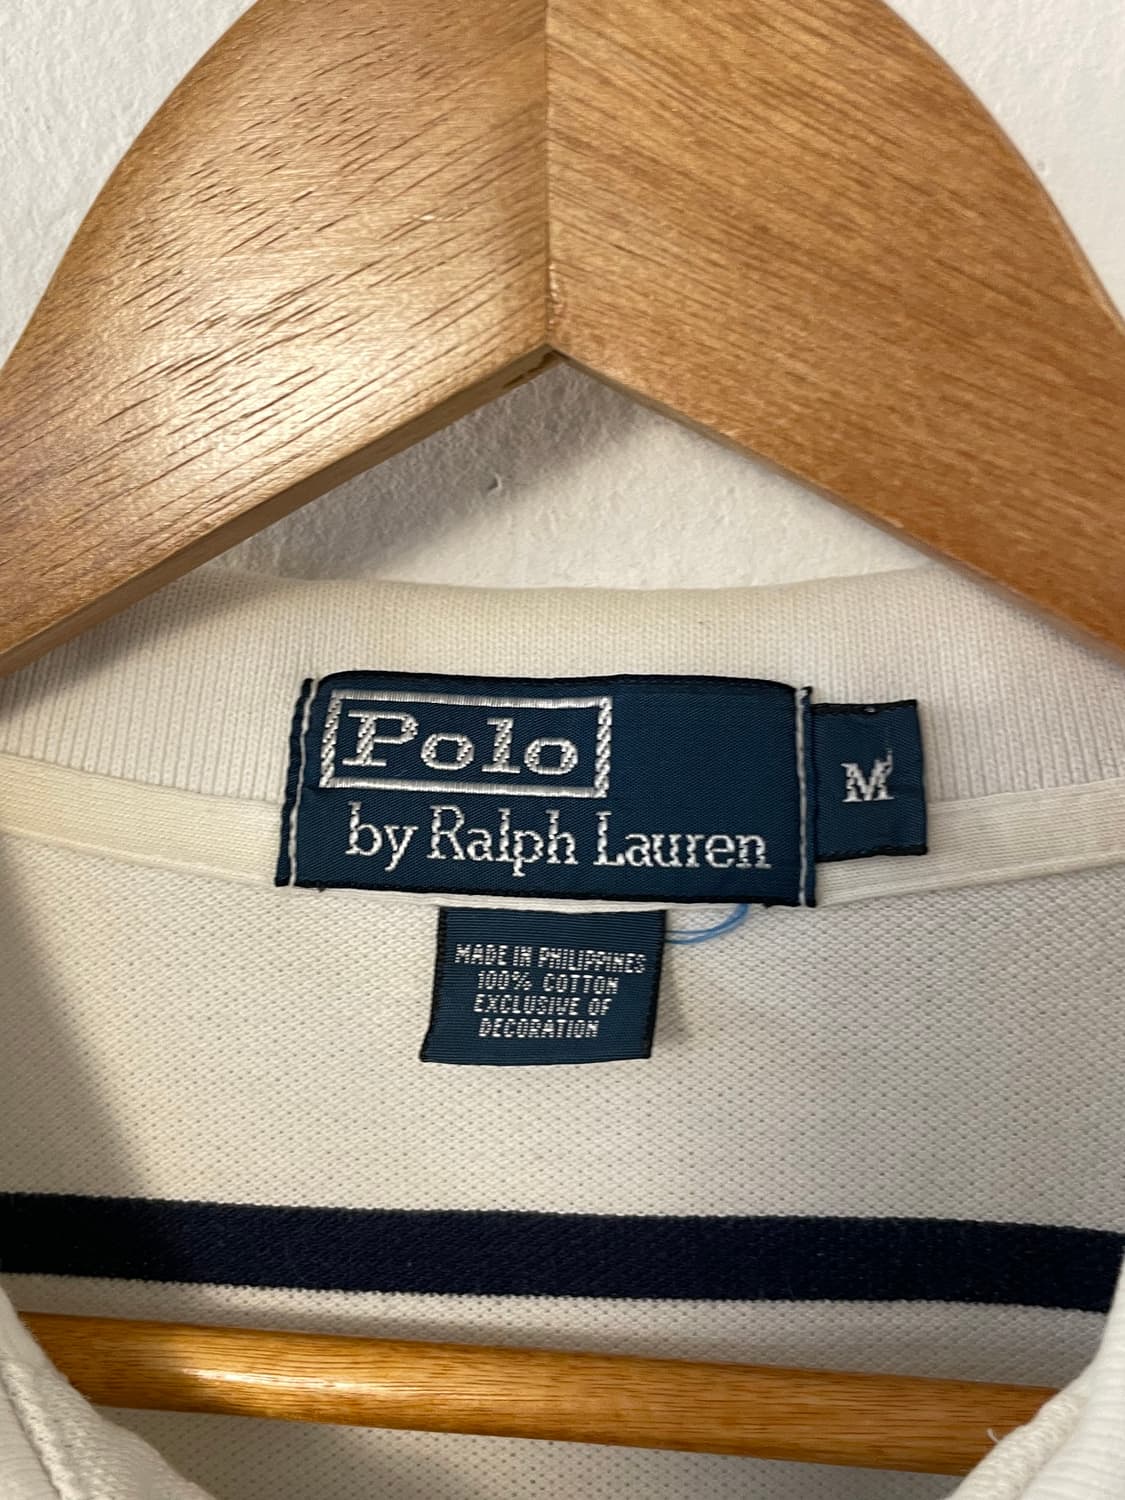 Polo
by Ralph Lauren
M
MADE IN PHILIPPINES
100% COTTON
EXCLUSIVE OF
DECORATION